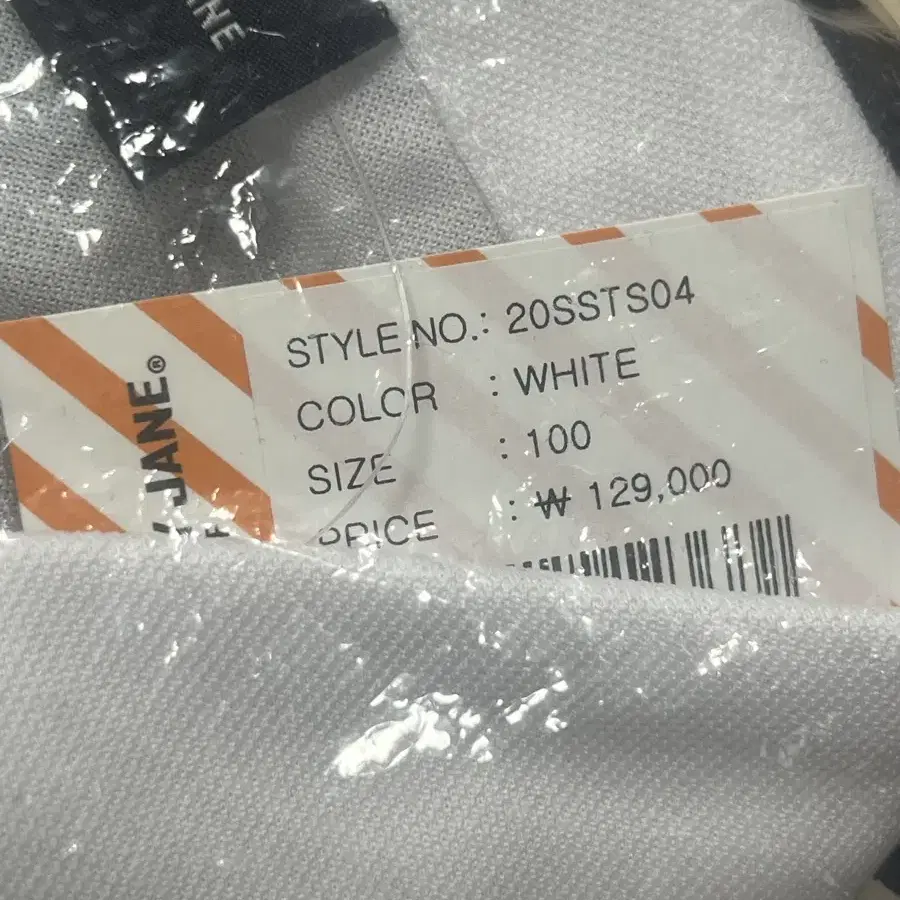 STYLE NO.: 20SSTS04
COLOR : WHITE
SIZE : 100
PRICE : ₩ 129,000
JANE®